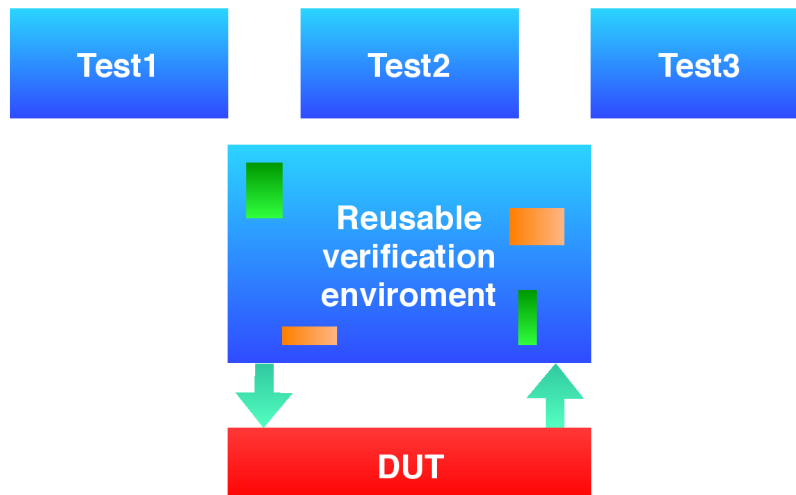 Test1
Test2
Test3
Reusable
verification
enviroment
DUT